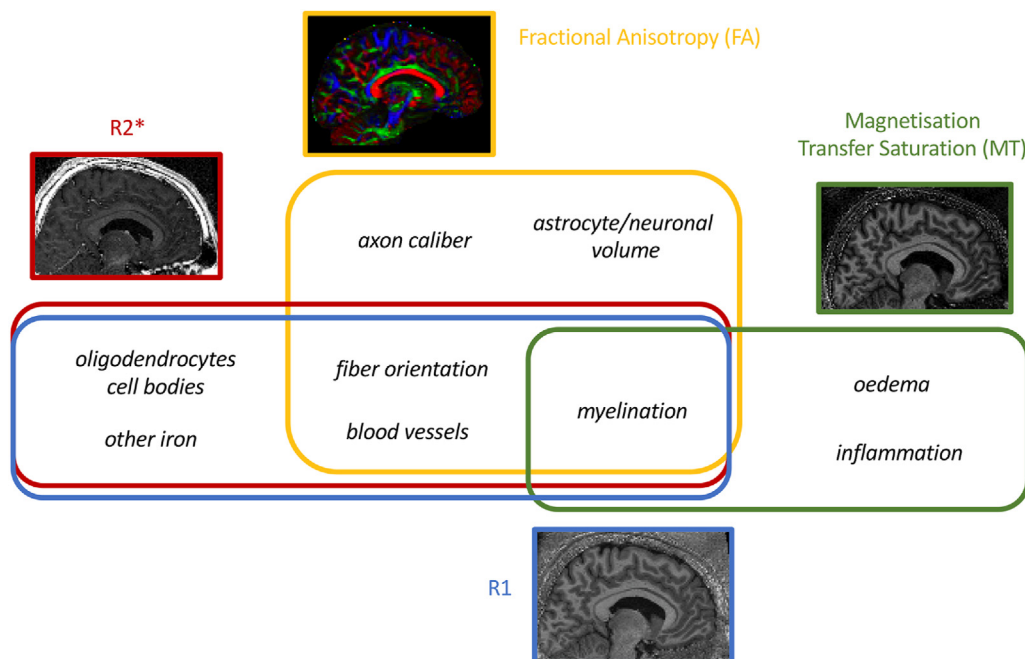 Fractional Anisotropy (FA)
R2*
Magnetisation
Transfer Saturation (MT)
axon caliber
astrocyte/neuronal
volume
oligodendrocytes
cell bodies
other iron
fiber orientation
blood vessels
myelination
oedema
inflammation
R1